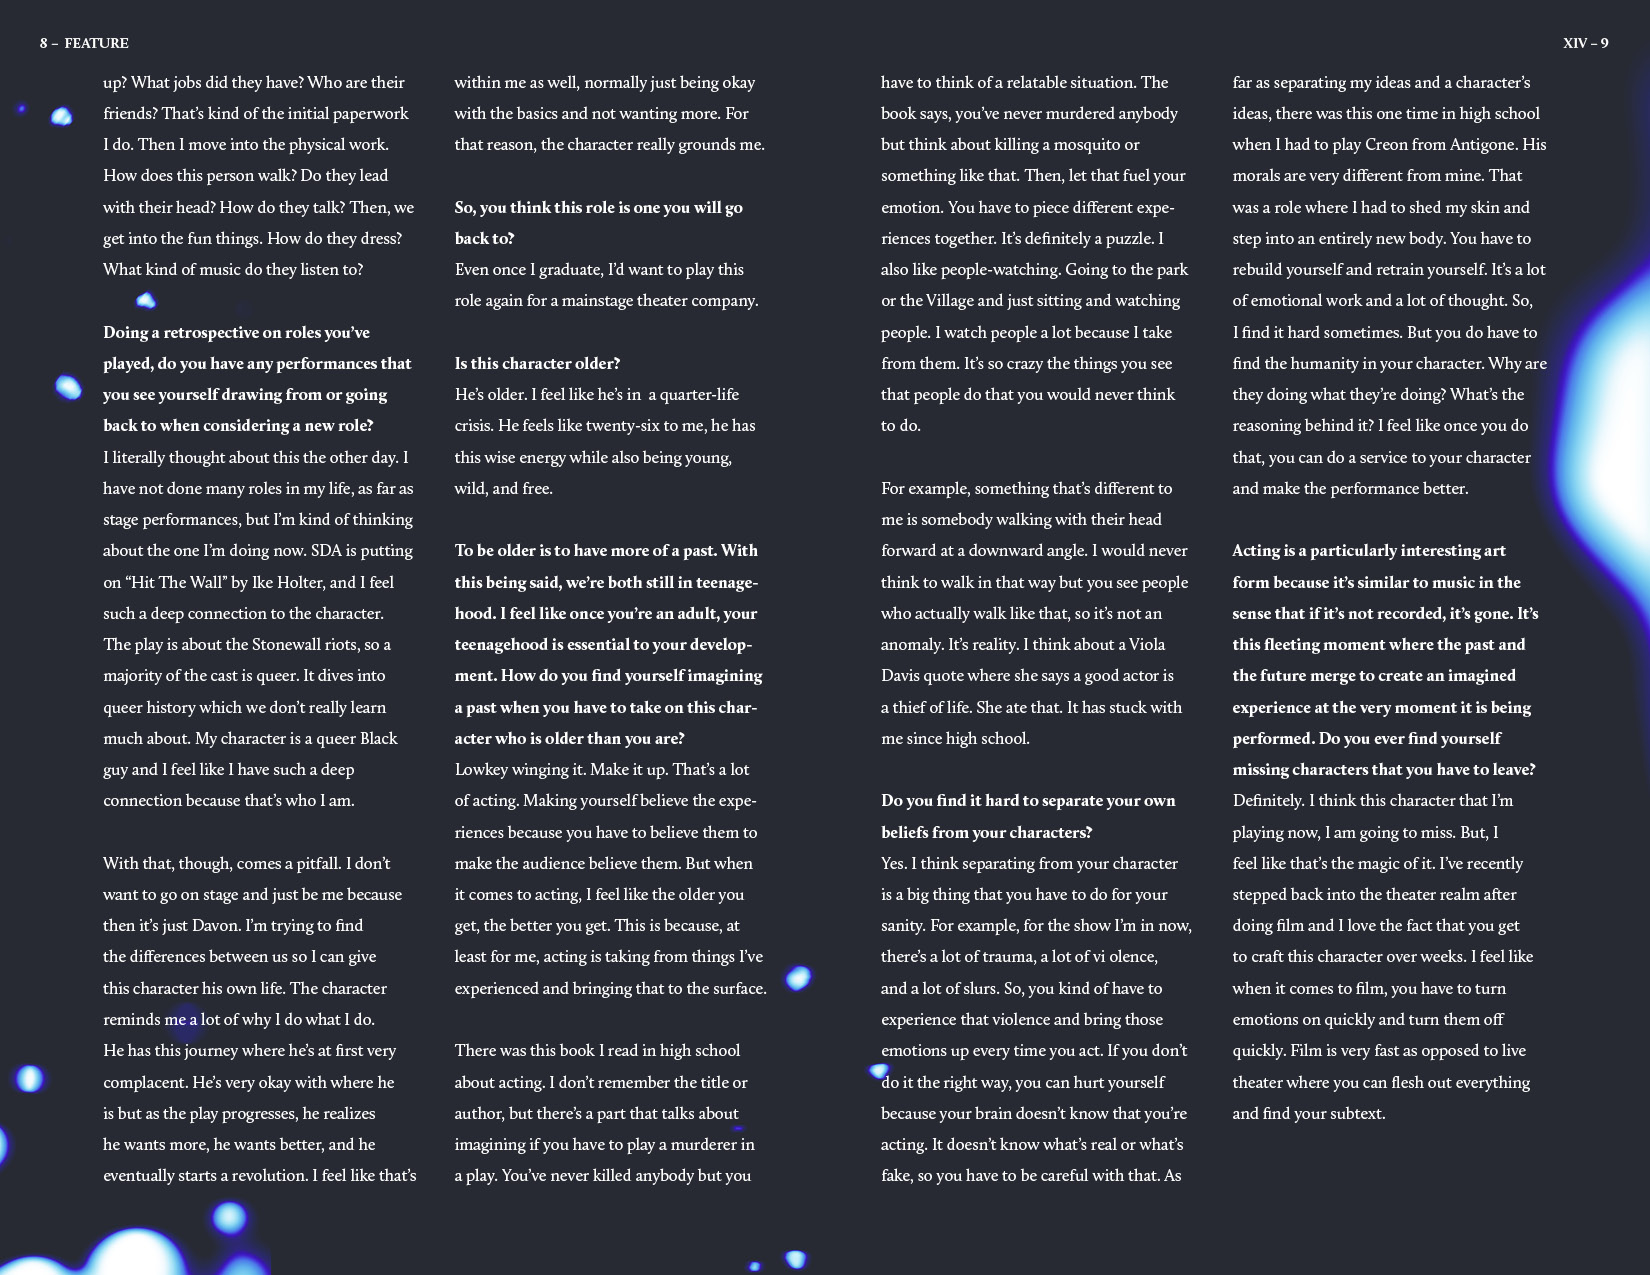 8 – FEATURE
up? What jobs did they have? Who are their
friends? That’s kind of the initial paperwork
I do. Then I move into the physical work.
How does this person walk? Do they lead
with their head? How do they talk? Then, we
get into the fun things. How do they dress?
What kind of music do they listen to?
Doing a retrospective on roles you’ve
played, do you have any performances that
you see yourself drawing from or going
back to when considering a new role?
I literally thought about this the other day. I
have not done many roles in my life, as far as
stage performances, but I’m kind of thinking
about the one I’m doing now. SDA is putting
on “Hit The Wall” by Ike Holter, and I feel
such a deep connection to the character.
The play is about the Stonewall riots, so a
majority of the cast is queer. It dives into
queer history which we don’t really learn
much about. My character is a queer Black
guy and I feel like I have such a deep
connection because that’s who I am.
With that, though, comes a pitfall. I don’t
want to go on stage and just be me because
then it’s just Davon. I’m trying to find
the differences between us so I can give
this character his own life. The character
reminds me a lot of why I do what I do.
He has this journey where he’s at first very
complacent. He’s very okay with where he
is but as the play progresses, he realizes
he wants more, he wants better, and he
eventually starts a revolution. I feel like that’s
within me as well, normally just being okay
with the basics and not wanting more. For
that reason, the character really grounds me.
So, you think this role is one you will go
back to?
Even once I graduate, I’d want to play this
role again for a mainstage theater company.
Is this character older?
He’s older. I feel like he’s in  a quarter-life
crisis. He feels like twenty-six to me, he has
this wise energy while also being young,
wild, and free.
To be older is to have more of a past. With
this being said, we’re both still in teenage-
hood. I feel like once you’re an adult, your
teenagehood is essential to your develop-
ment. How do you find yourself imagining
a past when you have to take on this char-
acter who is older than you are?
Lowkey winging it. Make it up. That’s a lot
of acting. Making yourself believe the expe-
riences because you have to believe them to
make the audience believe them. But when
it comes to acting, I feel like the older you
get, the better you get. This is because, at
least for me, acting is taking from things I’ve
experienced and bringing that to the surface.
There was this book I read in high school
about acting. I don’t remember the title or
author, but there’s a part that talks about
imagining if you have to play a murderer in
a play. You’ve never killed anybody but you
XIV – 9
have to think of a relatable situation. The
book says, you’ve never murdered anybody
but think about killing a mosquito or
something like that. Then, let that fuel your
emotion. You have to piece different expe-
riences together. It’s definitely a puzzle. I
also like people-watching. Going to the park
or the Village and just sitting and watching
people. I watch people a lot because I take
from them. It’s so crazy the things you see
that people do that you would never think
to do.
For example, something that’s different to
me is somebody walking with their head
forward at a downward angle. I would never
think to walk in that way but you see people
who actually walk like that, so it’s not an
anomaly. It’s reality. I think about a Viola
Davis quote where she says a good actor is
a thief of life. She ate that. It has stuck with
me since high school.
Do you find it hard to separate your own
beliefs from your characters?
Yes. I think separating from your character
is a big thing that you have to do for your
sanity. For example, for the show I’m in now,
there’s a lot of trauma, a lot of vi olence,
and a lot of slurs. So, you kind of have to
experience that violence and bring those
emotions up every time you act. If you don’t
do it the right way, you can hurt yourself
because your brain doesn’t know that you’re
acting. It doesn’t know what’s real or what’s
fake, so you have to be careful with that. As
far as separating my ideas and a character’s
ideas, there was this one time in high school
when I had to play Creon from Antigone. His
morals are very different from mine. That
was a role where I had to shed my skin and
step into an entirely new body. You have to
rebuild yourself and retrain yourself. It’s a lot
of emotional work and a lot of thought. So,
I find it hard sometimes. But you do have to
find the humanity in your character. Why are
they doing what they’re doing? What’s the
reasoning behind it? I feel like once you do
that, you can do a service to your character
and make the performance better.
Acting is a particularly interesting art
form because it’s similar to music in the
sense that if it’s not recorded, it’s gone. It’s
this fleeting moment where the past and
the future merge to create an imagined
experience at the very moment it is being
performed. Do you ever find yourself
missing characters that you have to leave?
Definitely. I think this character that I’m
playing now, I am going to miss. But, I
feel like that’s the magic of it. I’ve recently
stepped back into the theater realm after
doing film and I love the fact that you get
to craft this character over weeks. I feel like
when it comes to film, you have to turn
emotions on quickly and turn them off
quickly. Film is very fast as opposed to live
theater where you can flesh out everything
and find your subtext.